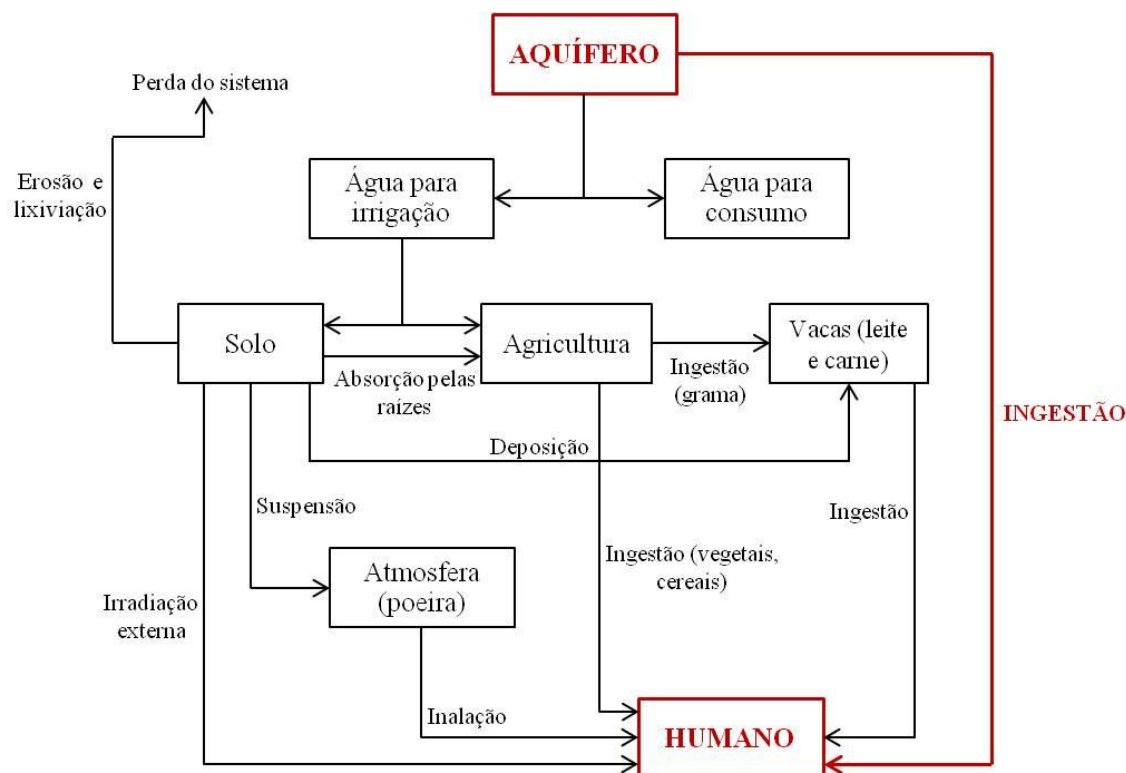 AQUÍFERO
Perda do sistema
Erosão e
lixiviação
Água para
irrigação
Água para
consumo
Solo
Agricultura
Vacas (leite
e carne)
Absorção pelas
raízes
Ingestão
(grama)
INGESTÃO
Deposição
Suspensão
Ingestão
Ingestão (vegetais,
cereais)
Atmosfera
(poeira)
Irradiação
externa
Inalação
HUMANO